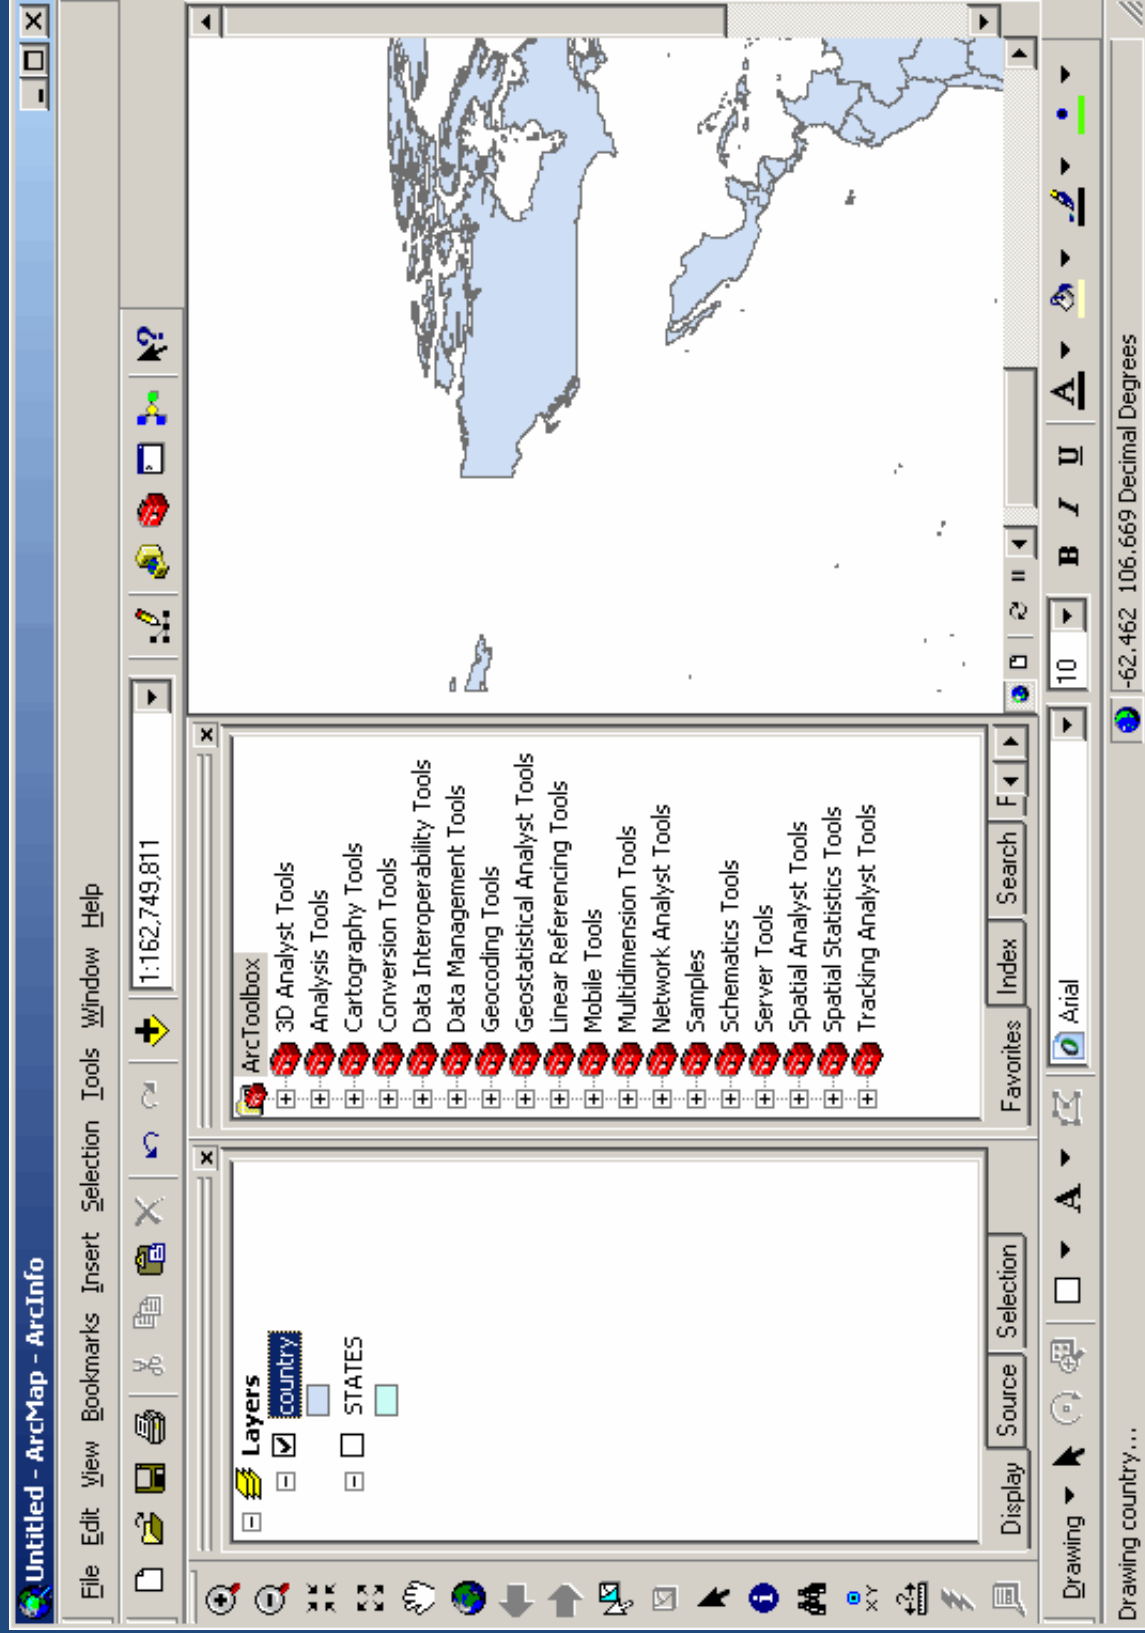 Untitled - ArcMap - ArcInfo
File Edit View Bookmarks Insert Selection Tools Window Help
1:162,749,811
Layers
country
STATES
Display Source Selection
ArcToolbox
3D Analyst Tools
Analysis Tools
Cartography Tools
Conversion Tools
Data Interoperability Tools
Data Management Tools
Geocoding Tools
Geostatistical Analyst Tools
Linear Referencing Tools
Mobile Tools
Multidimension Tools
Network Analyst Tools
Samples
Schematics Tools
Server Tools
Spatial Analyst Tools
Spatial Statistics Tools
Tracking Analyst Tools
Favorites Index Search
Drawing A Arial 10 B I U A
Drawing country... -62.462 106.669 Decimal Degrees